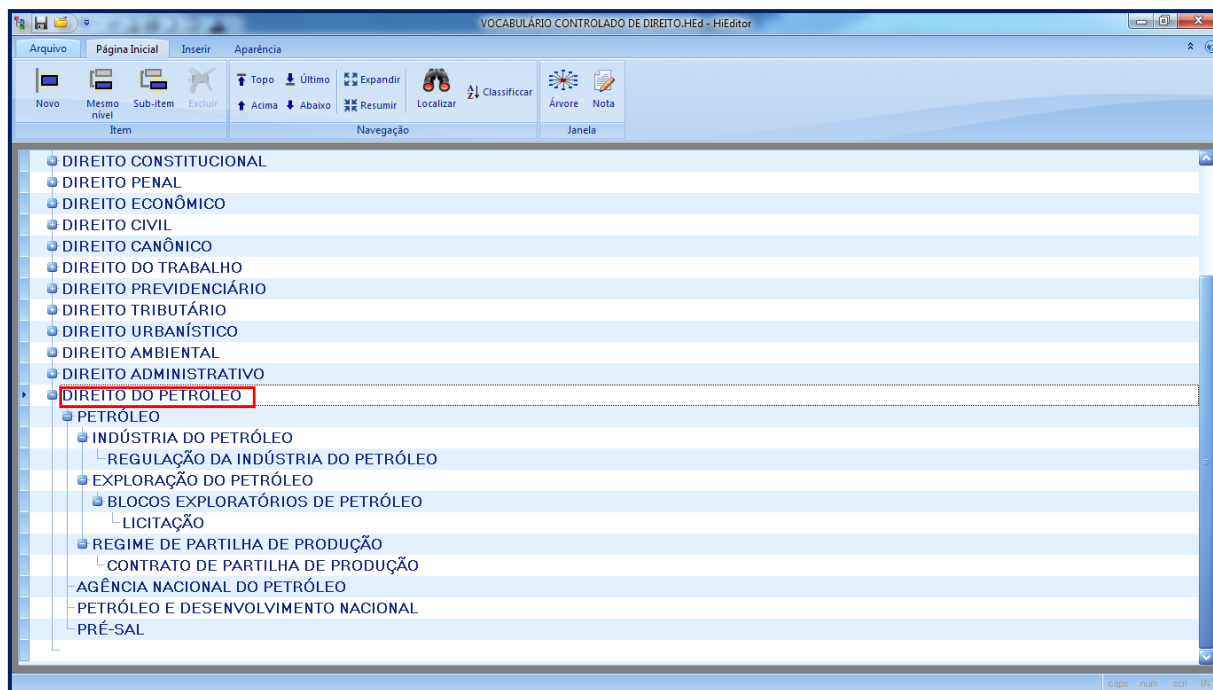 VOCABULÁRIO CONTROLADO DE DIREITO.HEd - HiEditor
Arquivo Página Inicial Inserir Aparência
Topo Último Expandir
Classificcar
Novo Mesmo nível Sub-item Excluir Acima Abaixo Resumir Localizar Árvore Nota
Item Navegação Janela
DIREITO CONSTITUCIONAL
DIREITO PENAL
DIREITO ECONÔMICO
DIREITO CIVIL
DIREITO CANÔNICO
DIREITO DO TRABALHO
DIREITO PREVIDENCIÁRIO
DIREITO TRIBUTÁRIO
DIREITO URBANÍSTICO
DIREITO AMBIENTAL
DIREITO ADMINISTRATIVO
DIREITO DO PETRÓLEO
PETRÓLEO
INDÚSTRIA DO PETRÓLEO
REGULAÇÃO DA INDÚSTRIA DO PETRÓLEO
EXPLORAÇÃO DO PETRÓLEO
BLOCOS EXPLORATÓRIOS DE PETRÓLEO
LICITAÇÃO
REGIME DE PARTILHA DE PRODUÇÃO
CONTRATO DE PARTILHA DE PRODUÇÃO
AGÊNCIA NACIONAL DO PETRÓLEO
PETRÓLEO E DESENVOLVIMENTO NACIONAL
PRÉ-SAL
caps num scrl IN